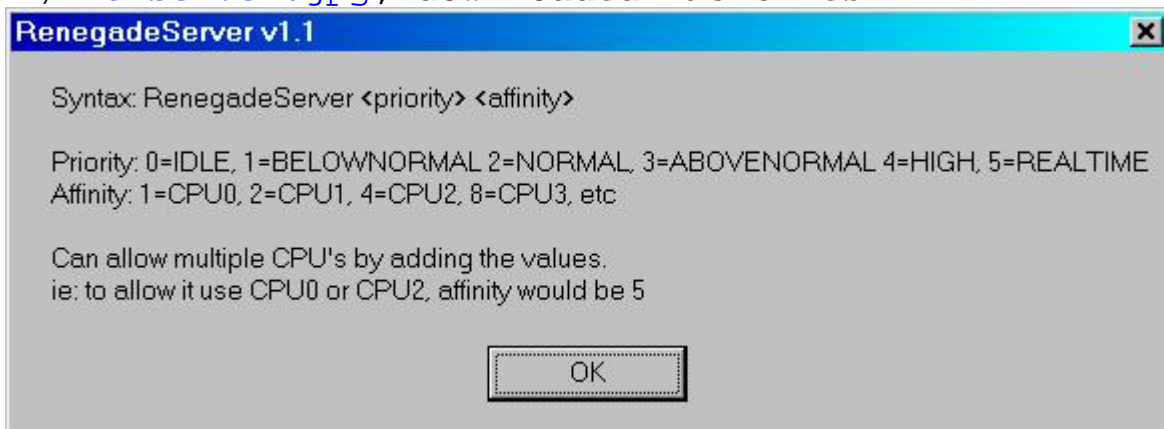 RenegadeServer v1.1
Syntax: RenegadeServer <priority> <affinity>
Priority: 0=IDLE, 1=BELOWNORMAL 2=NORMAL, 3=ABOVENORMAL 4=HIGH, 5=REALTIME
Affinity: 1=CPU0, 2=CPU1, 4=CPU2, 8=CPU3, etc
Can allow multiple CPU's by adding the values.
ie: to allow it use CPU0 or CPU2, affinity would be 5
OK